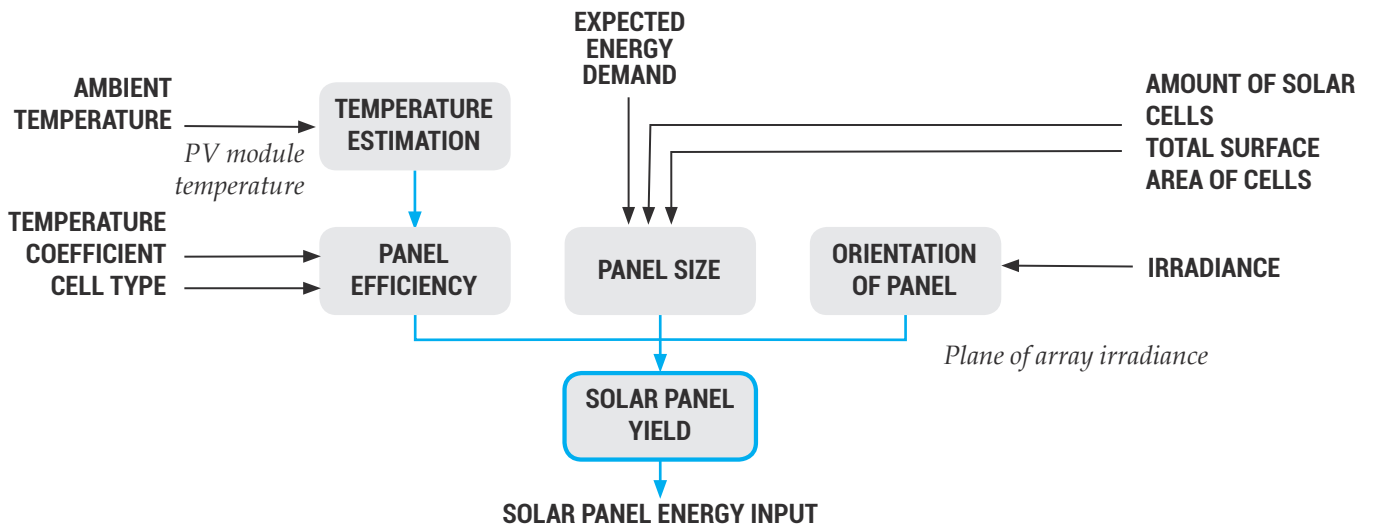 EXPECTED
ENERGY
DEMAND
AMBIENT
TEMPERATURE
TEMPERATURE
ESTIMATION
AMOUNT OF SOLAR
CELLS
TOTAL SURFACE
AREA OF CELLS
PV module
temperature
TEMPERATURE
COEFFICIENT
CELL TYPE
PANEL
EFFICIENCY
PANEL SIZE
ORIENTATION
OF PANEL
IRRADIANCE
Plane of array irradiance
SOLAR PANEL
YIELD
SOLAR PANEL ENERGY INPUT